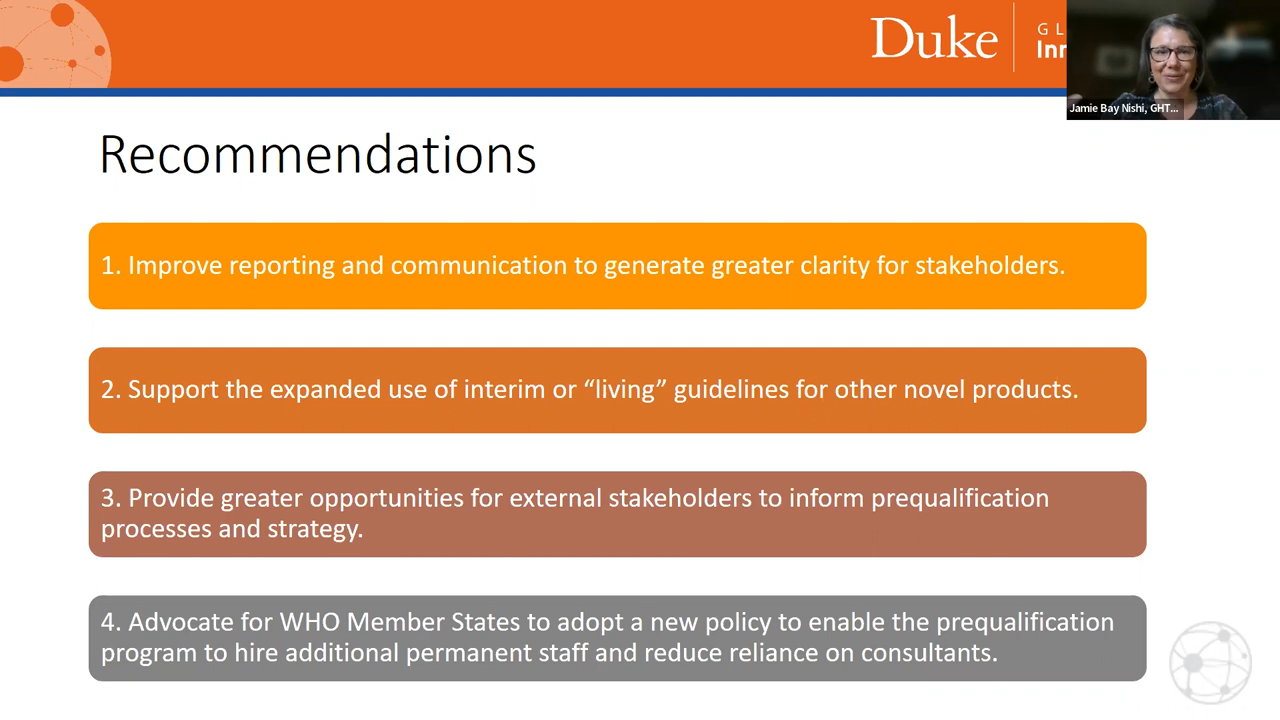 Duke
GL
Inn
Jamie Bay Nishi, GHT...
Recommendations
1. Improve reporting and communication to generate greater clarity for stakeholders.
2. Support the expanded use of interim or “living” guidelines for other novel products.
3. Provide greater opportunities for external stakeholders to inform prequalification
processes and strategy.
4. Advocate for WHO Member States to adopt a new policy to enable the prequalification
program to hire additional permanent staff and reduce reliance on consultants.